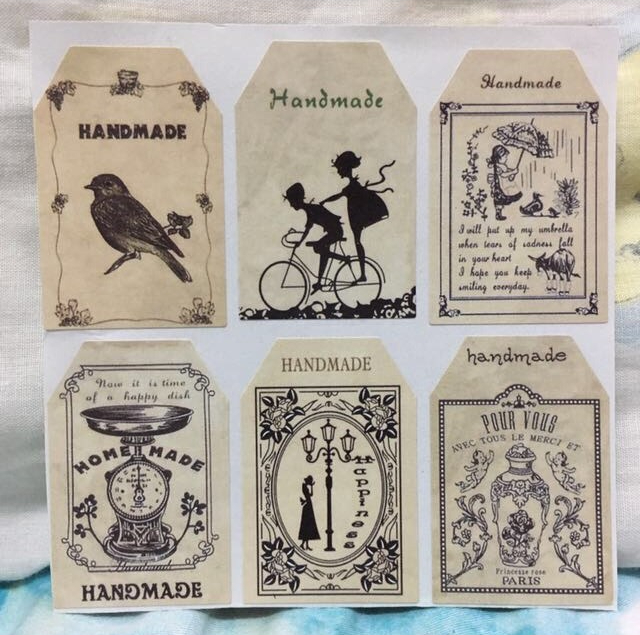 HANDMADE
Handmade
Handmade
I will put up my umbrella
when tears of sadness fall
in your heart
I hope you keep
smiling everyday.
Now it is time
of a happy dish
HOME MADE
HANDMADE
HANDMADE
Happiness
handmade
POUR VOUS
AVEC TOUS LE MERCI ET
Princesse rose
PARIS